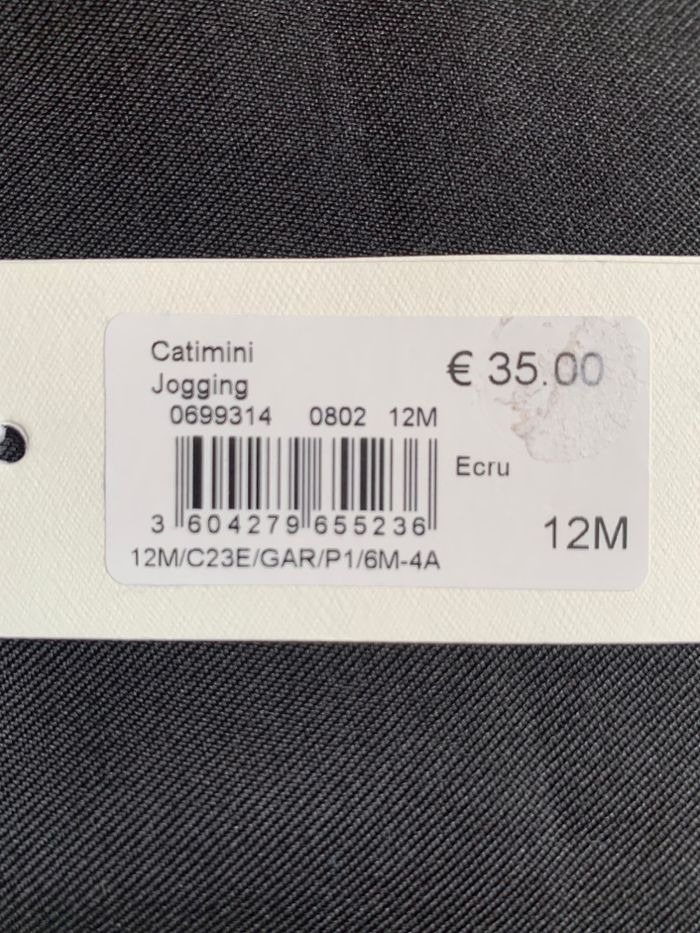 Catimini
Jogging
€ 35.00
0699314 0802 12M
Ecru
3 604279 655236
12M
12M/C23E/GAR/P1/6M-4A